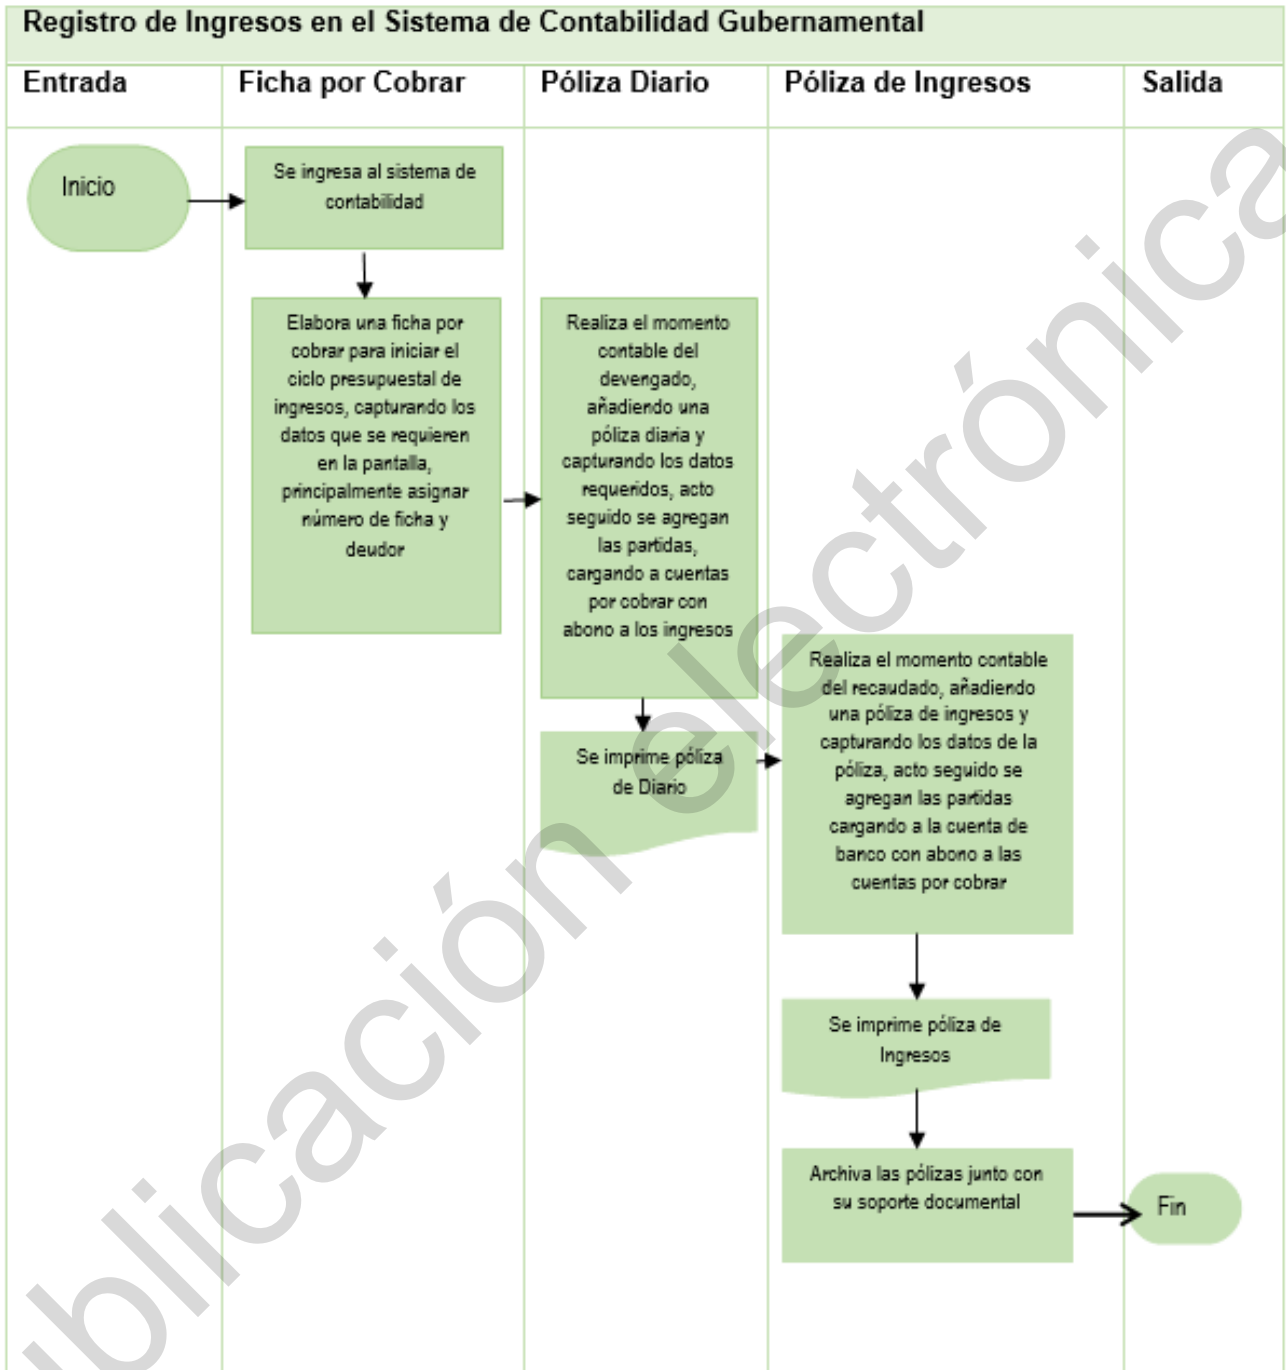 Registro de Ingresos en el Sistema de Contabilidad Gubernamental
Entrada
Ficha por Cobrar
Póliza Diario
Póliza de Ingresos
Salida
Inicio
Se ingresa al sistema de
contabilidad
Elabora una ficha por
cobrar para iniciar el
ciclo presupuestal de
ingresos, capturando los
datos que se requieren
en la pantalla,
principalmente asignar
número de ficha y
deudor
Realiza el momento
contable del
devengado,
añadiendo una
póliza diaria y
capturando los datos
requeridos, acto
seguido se agregan
las partidas,
cargando a cuentas
por cobrar con
abono a los ingresos
Se imprime póliza
de Diario
Realiza el momento contable
del recaudado, añadiendo
una póliza de ingresos y
capturando los datos de la
póliza, acto seguido se
agregan las partidas
cargando a la cuenta de
banco con abono a las
cuentas por cobrar
Se imprime póliza de
Ingresos
Archiva las pólizas junto con
su soporte documental
Fin
ublicación electrónica